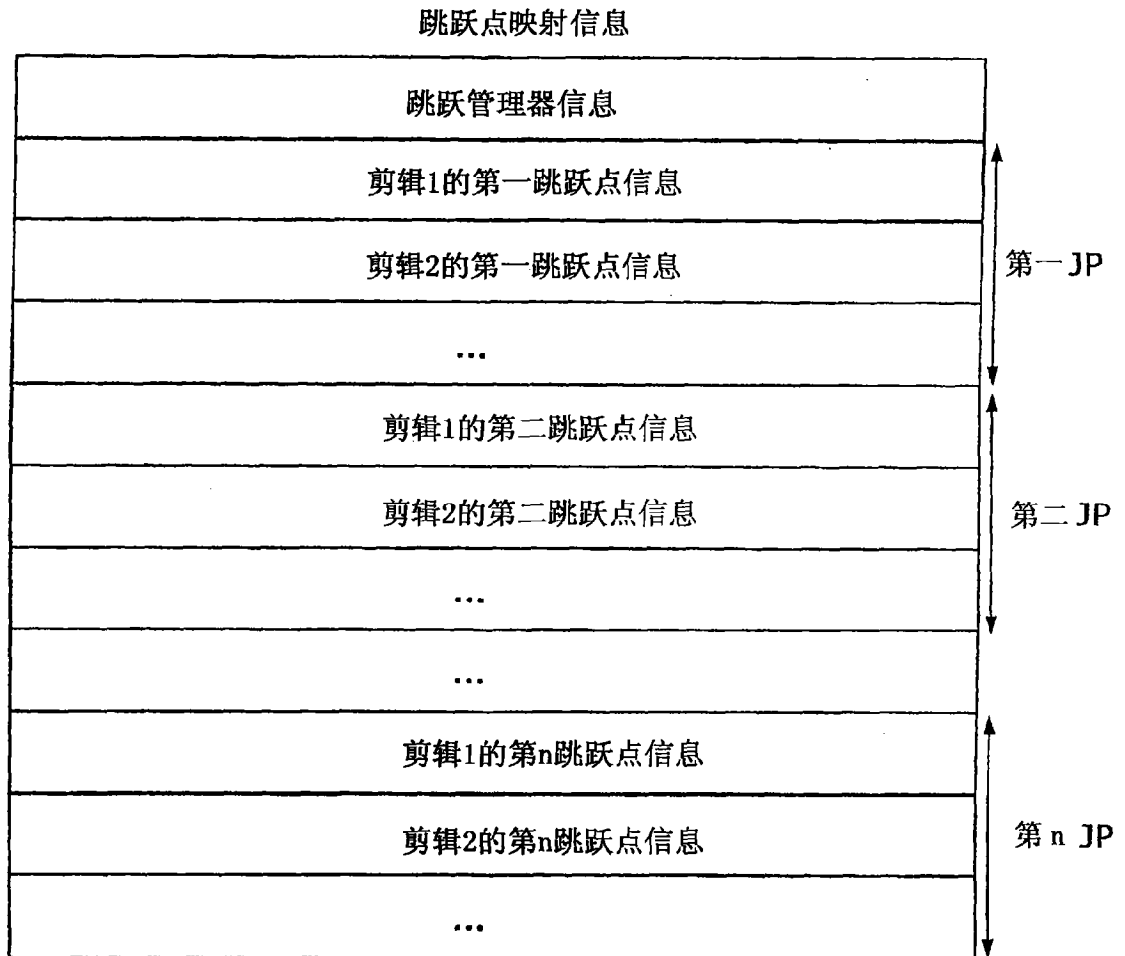 跳跃点映射信息
跳跃管理器信息
剪辑1的第一跳跃点信息
剪辑2的第一跳跃点信息
...
第一 JP
剪辑1的第二跳跃点信息
剪辑2的第二跳跃点信息
...
第二 JP
...
剪辑1的第n跳跃点信息
剪辑2的第n跳跃点信息
...
第 n JP